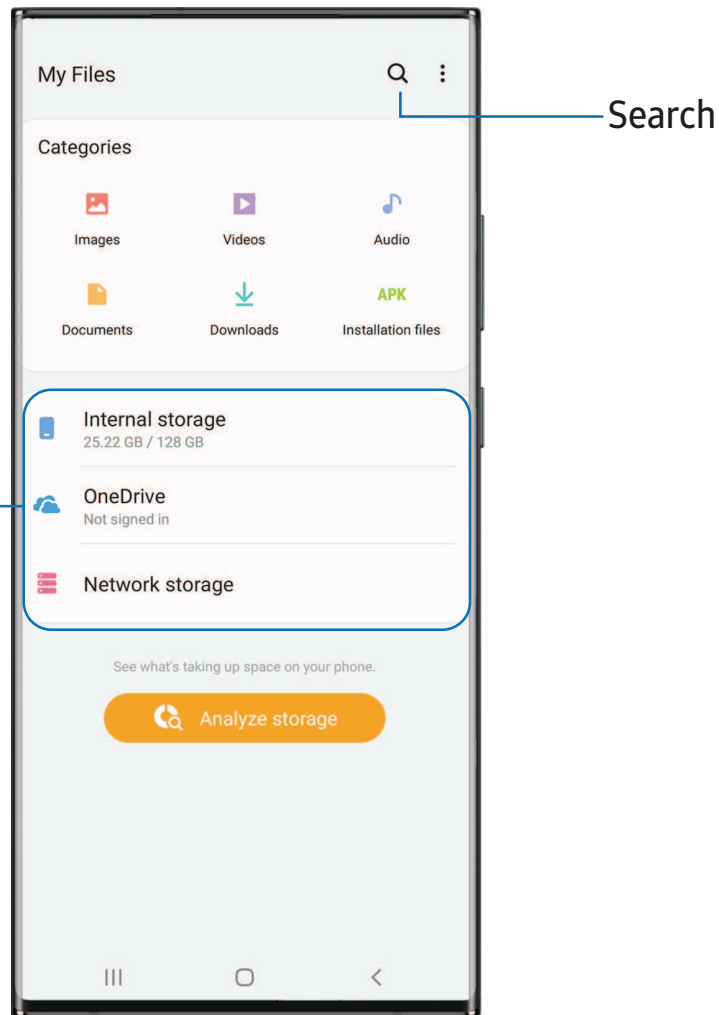 My Files
Search
Categories
Images Videos Audio
APK
Documents Downloads Installation files
Internal storage
25.22 GB / 128 GB
OneDrive
Not signed in
Network storage
See what's taking up space on your phone.
Analyze storage